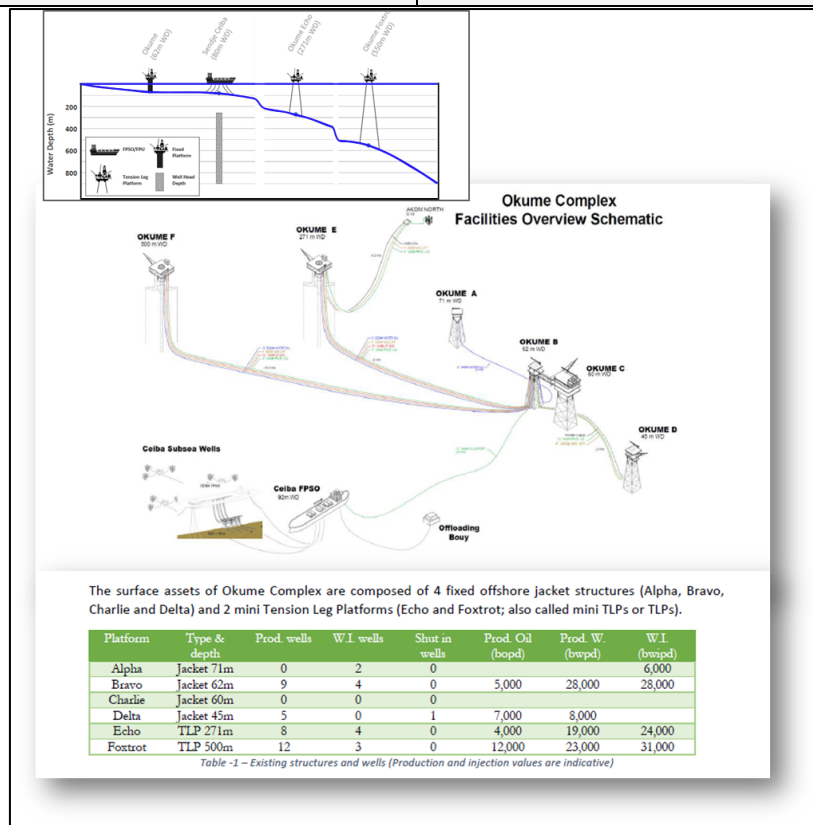 Okume
(62m WD)
Sendje Ceiba
(80m WD)
Okume Echo
(271m WD)
Okume Foxtrot
(550m WD)
Water Depth (m)
200
400
600
800
FPSO/FPU
Fixed
Platform
Tension Leg
Platform
Well Head
Depth
Okume Complex
Facilities Overview Schematic
AKOM NORTH
OKUME F
500 m WD
OKUME E
271 m WD
OKUME A
71 m WD
OKUME B
62 m WD
OKUME C
60 m WD
OKUME D
45 m WD
Ceiba Subsea Wells
Ceiba FPSO
Offloading
Bouy
The surface assets of Okume Complex are composed of 4 fixed offshore jacket structures (Alpha, Bravo,
Charlie and Delta) and 2 mini Tension Leg Platforms (Echo and Foxtrot; also called mini TLPs or TLPs).
Platform Type & depth Prod. wells W.I. wells Shut in wells Prod. Oil (bopd) Prod. W. (bwpd) W.I. (bwipd)
Alpha Jacket 71m 0 2 0 6,000
Bravo Jacket 62m 9 4 0 5,000 28,000 28,000
Charlie Jacket 60m 0 0 0
Delta Jacket 45m 5 0 1 7,000 8,000
Echo TLP 271m 8 4 0 4,000 19,000 24,000
Foxtrot TLP 500m 12 3 0 12,000 23,000 31,000
Table -1 – Existing structures and wells (Production and injection values are indicative)